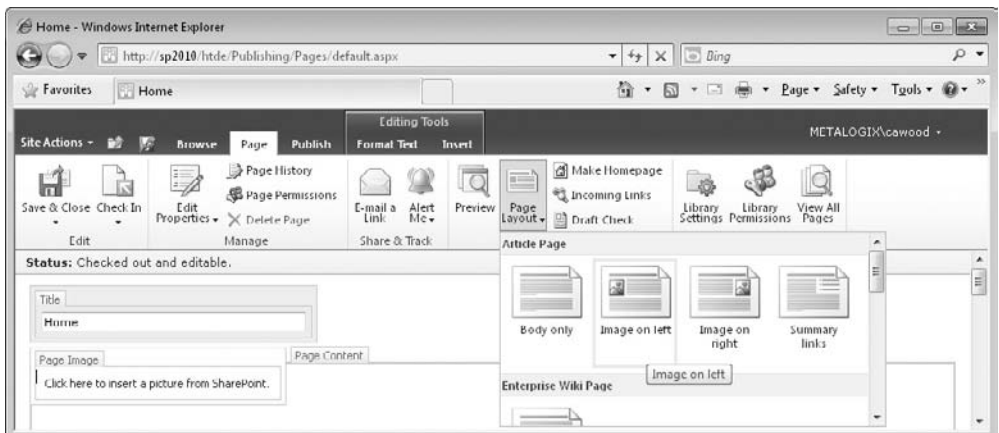 Home - Windows Internet Explorer
http://sp2010/htde/Publishing/Pages/default.aspx
Bing
Favorites Home Page Safety Tools
Editing Tools
METALOGIX\cawood
Site Actions Browse Page Publish Format Text Insert
Save & Close Check In Edit Properties Page History Page Permissions Delete Page E-mail a Link Alert Me Preview Page Layout Make Homepage Incoming Links Draft Check Library Settings Library Permissions View All Pages
Edit Manage Share & Track
Article Page
Status: Checked out and editable.
Body only Image on left Image on right Summary links
Image on left
Enterprise Wiki Page
Title
Home
Page Image Page Content
Click here to insert a picture from SharePoint.